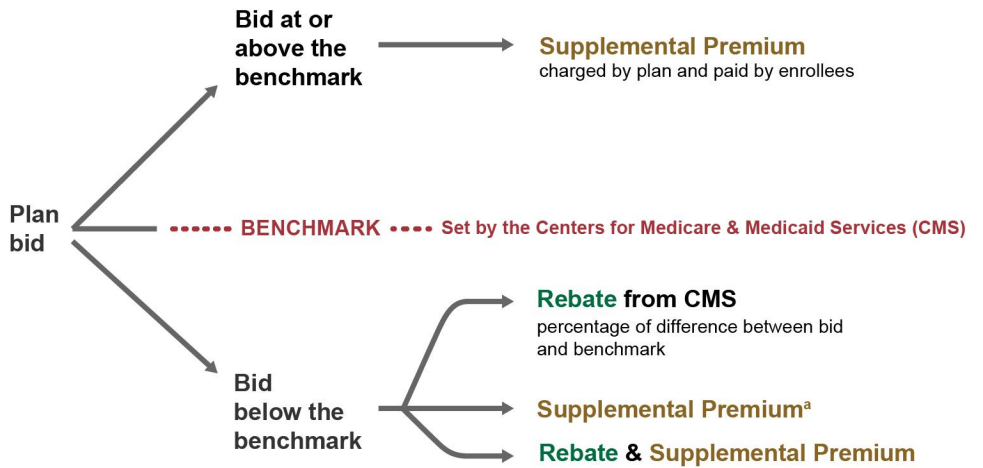 Bid at or
above the
benchmark
Supplemental Premium
charged by plan and paid by enrollees
Plan
bid
BENCHMARK
Set by the Centers for Medicare & Medicaid Services (CMS)
Rebate from CMS
percentage of difference between bid
and benchmark
Bid
below the
benchmark
Supplemental Premiumᵃ
Rebate & Supplemental Premium